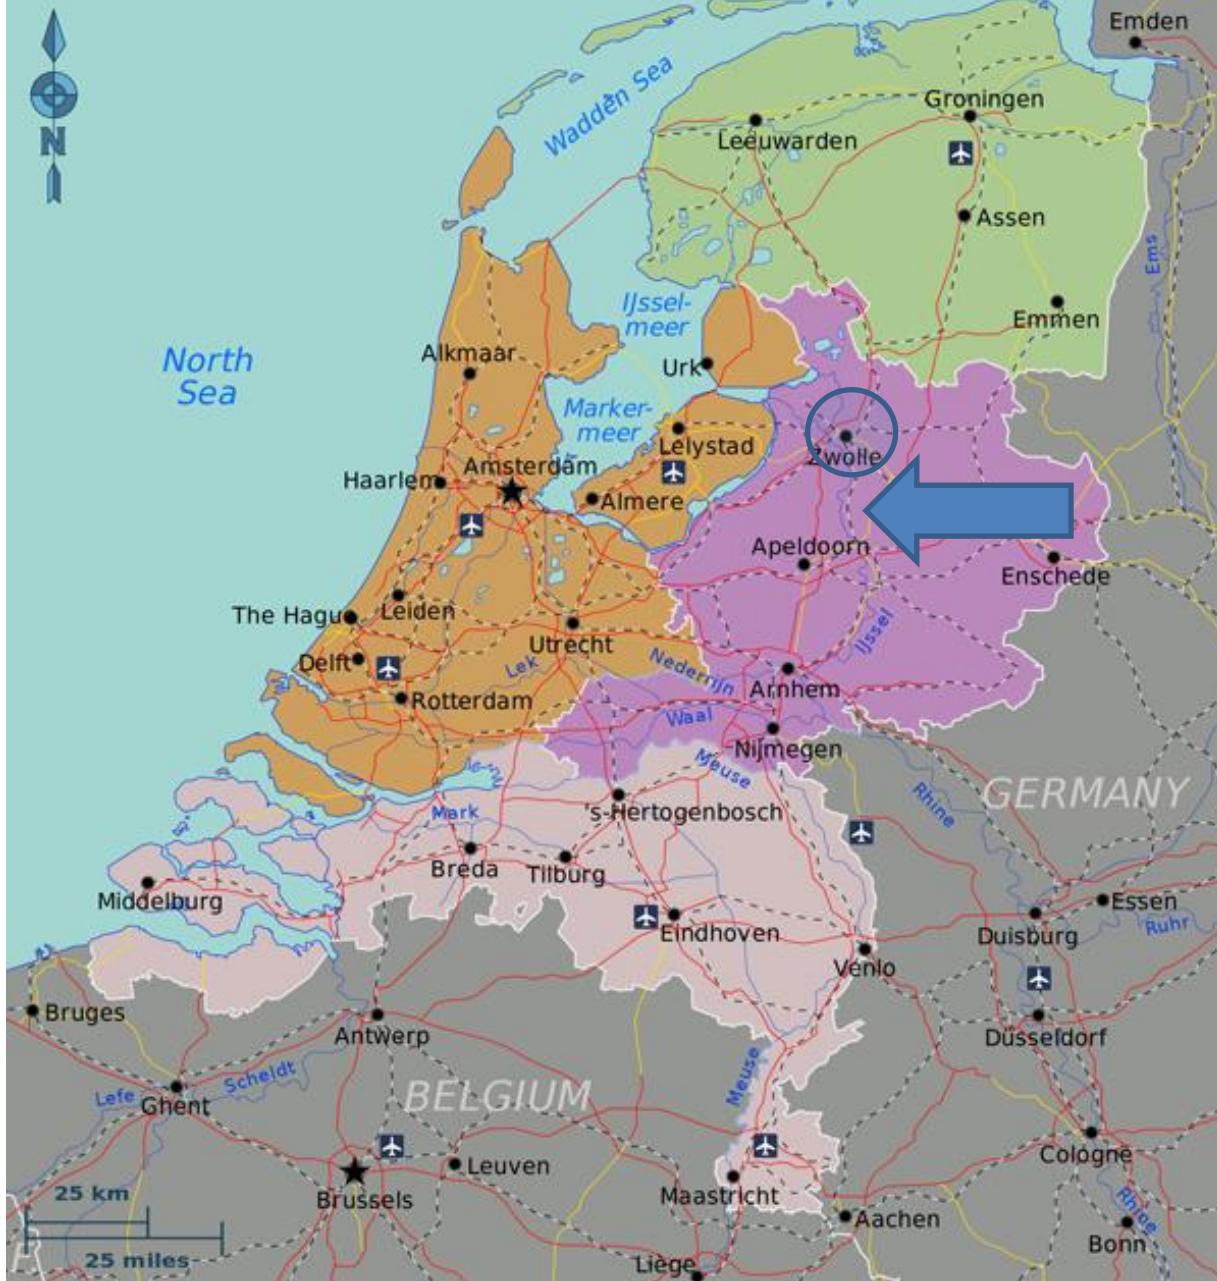 Emden
Wadden Sea
Groningen
Leeuwarden
Assen
Ems
N
IJssel-
meer
Emmen
North
Sea
Alkmaar
Urk
Marker-
meer
Lelystad
Zwolle
Amsterdam
Haarlem
Almere
Apeldoorn
Enschede
The Hagu
Leiden
Utrecht
IJssel
Delft
Lek
Nederrijn
Arnhem
Rotterdam
Waal
Nijmegen
Meuse
GERMANY
Rhine
's-Hertogenbosch
Mark
Breda
Tilburg
Middelburg
Essen
Ruhr
Eindhoven
Duisburg
Venlo
Bruges
Antwerp
Düsseldorf
Scheldt
Meuse
Lefe
Ghent
BELGIUM
Cologne
Leuven
Brussels
Maastricht
Rhine
Aachen
25 km
Bonn
25 miles
Liège